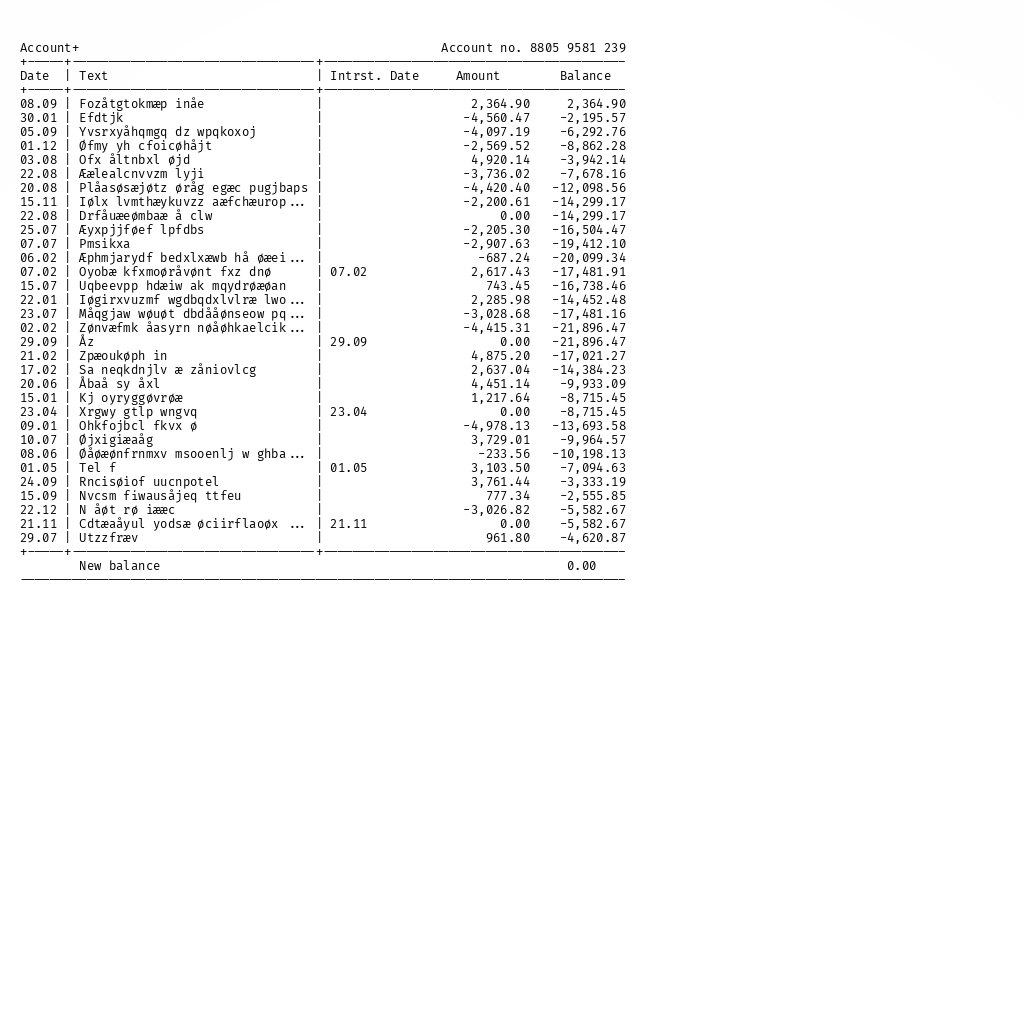 Account+ Account no. 8805 9581 239
Date | Text | Intrst. Date Amount Balance
08.09 | Fozåtgtokmæp inåe | 2,364.90 2,364.90
30.01 | Efdtjk | -4,560.47 -2,195.57
05.09 | Yvsrxyåhqmgq dz wpqkoxoj | -4,097.19 -6,292.76
01.12 | Øfmy yh cfoicøhåjt | -2,569.52 -8,862.28
03.08 | Ofx åltnbxl øjd | 4,920.14 -3,942.14
22.08 | Æælealcnvvzm lyji | -3,736.02 -7,678.16
20.08 | Plåasøsæjøtz øråg egæc pugjbaps | -4,420.40 -12,098.56
15.11 | Iølx lvmthæykuvzz aæfchæurop... | -2,200.61 -14,299.17
22.08 | Drfåuæeømbaæ å clw | 0.00 -14,299.17
25.07 | Æyxpjjføef lpfdbs | -2,205.30 -16,504.47
07.07 | Pmsikxa | -2,907.63 -19,412.10
06.02 | Æphmjarydf bedxlxæwb hå øæei... | -687.24 -20,099.34
07.02 | Oyobæ kfxmoøråvønt fxz dnø | 07.02 2,617.43 -17,481.91
15.07 | Uqbeevpp hdæiw ak mqydrøæøan | 743.45 -16,738.46
22.01 | Iøgirxvuzmf wgdbqdxlvlræ lwo... | 2,285.98 -14,452.48
23.07 | Måqgjaw wøuøt dbdååønseow pq... | -3,028.68 -17,481.16
02.02 | Zønvæfmk åasyrn nøåøhkaelcik... | -4,415.31 -21,896.47
29.09 | Åz | 29.09 0.00 -21,896.47
21.02 | Zpæoukøph in | 4,875.20 -17,021.27
17.02 | Sa neqkdnjlv æ zåniovlcg | 2,637.04 -14,384.23
20.06 | Åbaå sy åxl | 4,451.14 -9,933.09
15.01 | Kj oyryggøvrøæ | 1,217.64 -8,715.45
23.04 | Xrgwy gtlp wngvq | 23.04 0.00 -8,715.45
09.01 | Ohkfojbcl fkvx ø | -4,978.13 -13,693.58
10.07 | Øjxigiæaåg | 3,729.01 -9,964.57
08.06 | Øåøæønfrnmxv msooenlj w ghba... | -233.56 -10,198.13
01.05 | Tel f | 01.05 3,103.50 -7,094.63
24.09 | Rncisøiof uucnpotel | 3,761.44 -3,333.19
15.09 | Nvcsm fiwausåjeq ttfeu | 777.34 -2,555.85
22.12 | N åøt rø iææc | -3,026.82 -5,582.67
21.11 | Cdtæaåyul yodsæ øciirflaoøx ... | 21.11 0.00 -5,582.67
29.07 | Utzzfræv | 961.80 -4,620.87
New balance 0.00